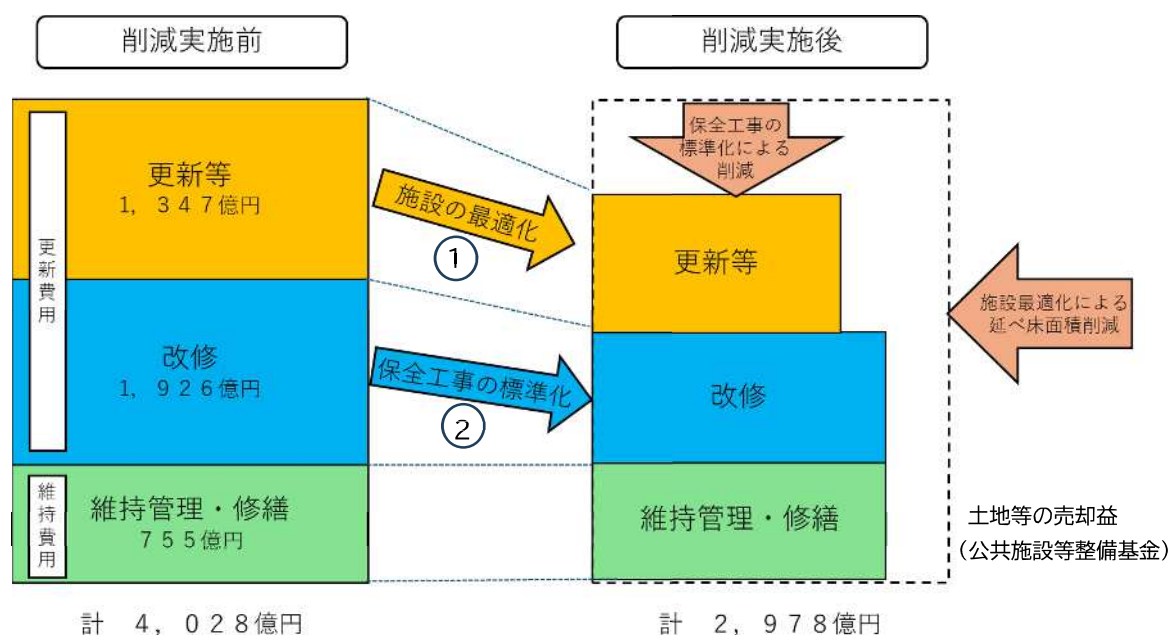 削減実施前
削減実施後
更新費用
更新等
1,347億円
改修
1,926億円
維持費用
維持管理・修繕
755億円
計 4,028億円
施設の最適化
①
保全工事の標準化
②
保全工事の
標準化による
削減
更新等
改修
維持管理・修繕
計 2,978億円
施設最適化による
延べ床面積削減
土地等の売却益
(公共施設等整備基金)